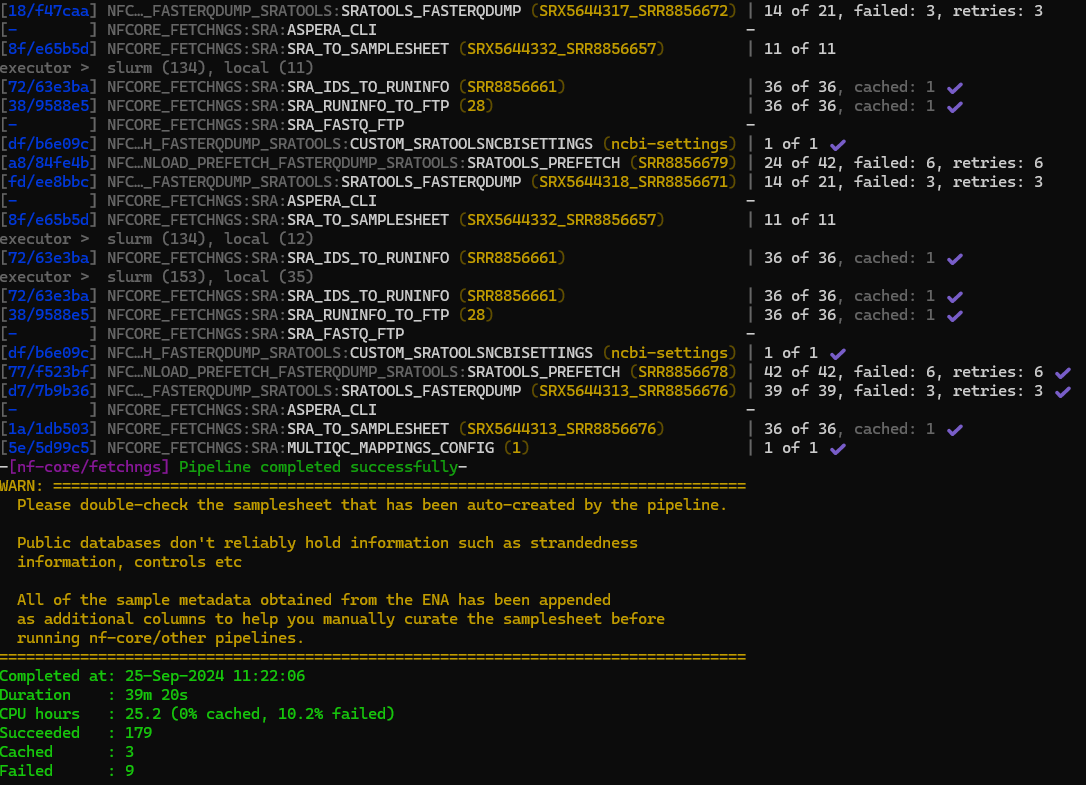 [18/f47caa] NFC…_FASTERQDUMP_SRATOOLS:SRATOOLS_FASTERQDUMP (SRX5644317_SRR8856672) | 14 of 21, failed: 3, retries: 3
[-        ] NFCORE_FETCHNGS:SRA:ASPERA_CLI                                         -
[8f/e65b5d] NFCORE_FETCHNGS:SRA:SRA_TO_SAMPLESHEET (SRX5644332_SRR8856657)         | 11 of 11
executor >  slurm (134), local (11)
[72/63e3ba] NFCORE_FETCHNGS:SRA:SRA_IDS_TO_RUNINFO (SRR8856661)                    | 36 of 36, cached: 1 ✔
[38/9588e5] NFCORE_FETCHNGS:SRA:SRA_RUNINFO_TO_FTP (28)                            | 36 of 36, cached: 1 ✔
[-        ] NFCORE_FETCHNGS:SRA:SRA_FASTQ_FTP                                      -
[df/b6e09c] NFC…H_FASTERQDUMP_SRATOOLS:CUSTOM_SRATOOLSNCBISETTINGS (ncbi-settings) | 1 of 1 ✔
[a8/84fe4b] NFC…NLOAD_PREFETCH_FASTERQDUMP_SRATOOLS:SRATOOLS_PREFETCH (SRR8856679) | 24 of 42, failed: 6, retries: 6
[fd/ee8bbc] NFC…_FASTERQDUMP_SRATOOLS:SRATOOLS_FASTERQDUMP (SRX5644318_SRR8856671) | 14 of 21, failed: 3, retries: 3
[-        ] NFCORE_FETCHNGS:SRA:ASPERA_CLI                                         -
[8f/e65b5d] NFCORE_FETCHNGS:SRA:SRA_TO_SAMPLESHEET (SRX5644332_SRR8856657)         | 11 of 11
executor >  slurm (134), local (12)
[72/63e3ba] NFCORE_FETCHNGS:SRA:SRA_IDS_TO_RUNINFO (SRR8856661)                    | 36 of 36, cached: 1 ✔
executor >  slurm (153), local (35)
[72/63e3ba] NFCORE_FETCHNGS:SRA:SRA_IDS_TO_RUNINFO (SRR8856661)                    | 36 of 36, cached: 1 ✔
[38/9588e5] NFCORE_FETCHNGS:SRA:SRA_RUNINFO_TO_FTP (28)                            | 36 of 36, cached: 1 ✔
[-        ] NFCORE_FETCHNGS:SRA:SRA_FASTQ_FTP                                      -
[df/b6e09c] NFC…H_FASTERQDUMP_SRATOOLS:CUSTOM_SRATOOLSNCBISETTINGS (ncbi-settings) | 1 of 1 ✔
[77/f523bf] NFC…NLOAD_PREFETCH_FASTERQDUMP_SRATOOLS:SRATOOLS_PREFETCH (SRR8856678) | 42 of 42, failed: 6, retries: 6 ✔
[d7/7b9b36] NFC…_FASTERQDUMP_SRATOOLS:SRATOOLS_FASTERQDUMP (SRX5644313_SRR8856676) | 39 of 39, failed: 3, retries: 3 ✔
[-        ] NFCORE_FETCHNGS:SRA:ASPERA_CLI                                         -
[1a/1db503] NFCORE_FETCHNGS:SRA:SRA_TO_SAMPLESHEET (SRX5644313_SRR8856676)         | 36 of 36, cached: 1 ✔
[5e/5d99c5] NFCORE_FETCHNGS:SRA:MULTIQC_MAPPINGS_CONFIG (1)                        | 1 of 1 ✔
-[nf-core/fetchngs] Pipeline completed successfully-
WARN: =============================================================================
  Please double-check the samplesheet that has been auto-created by the pipeline.
  Public databases don't reliably hold information such as strandedness
  information, controls etc
  All of the sample metadata obtained from the ENA has been appended
  as additional columns to help you manually curate the samplesheet before
  running nf-core/other pipelines.
===================================================================================
Completed at: 25-Sep-2024 11:22:06
Duration    : 39m 20s
CPU hours   : 25.2 (0% cached, 10.2% failed)
Succeeded   : 179
Cached      : 3
Failed      : 9